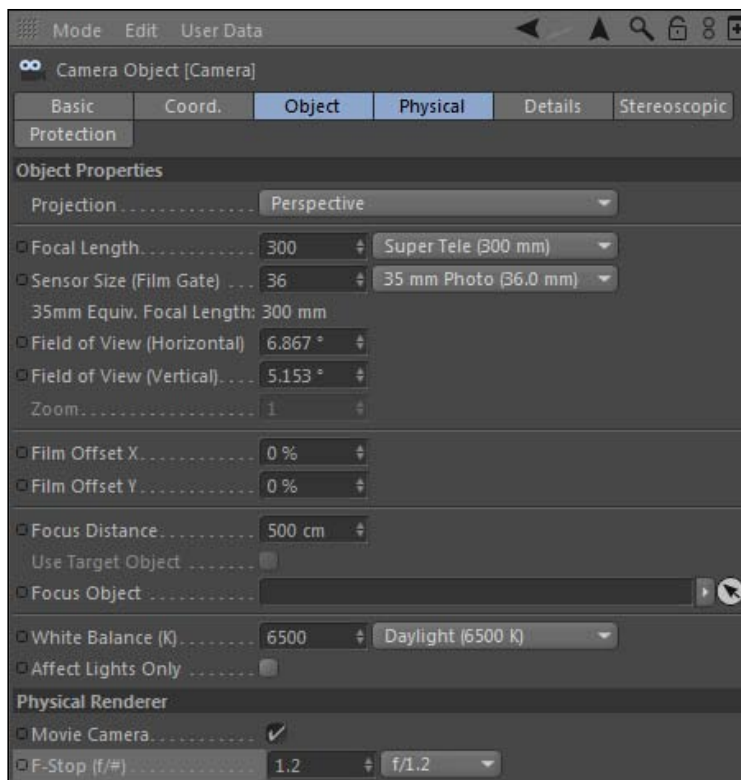 Mode Edit User Data
Camera Object [Camera]
Basic Coord. Object Physical Details Stereoscopic
Protection
Object Properties
Projection.............. Perspective
Focal Length............ 300 Super Tele (300 mm)
Sensor Size (Film Gate) ... 36 35 mm Photo (36.0 mm)
35mm Equiv. Focal Length: 300 mm
Field of View (Horizontal) 6.867 °
Field of View (Vertical).... 5.153 °
Zoom.................. 1
Film Offset X............ 0 %
Film Offset Y............ 0 %
Focus Distance.......... 500 cm
Use Target Object .......
Focus Object ...........
White Balance (K)........ 6500 Daylight (6500 K)
Affect Lights Only .......
Physical Renderer
Movie Camera...........
F-Stop (f/#)............. 1.2 f/1.2